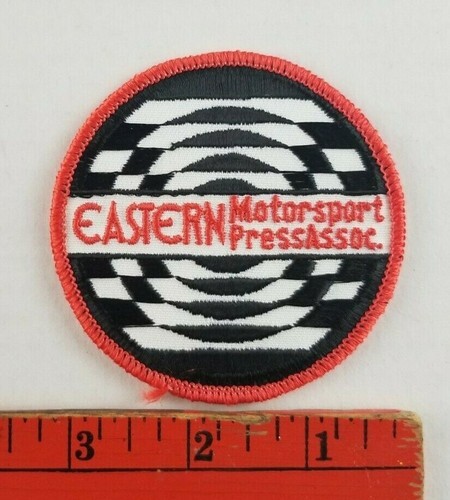 EASTERN Motorsport
PressAssoc.
3 2 1